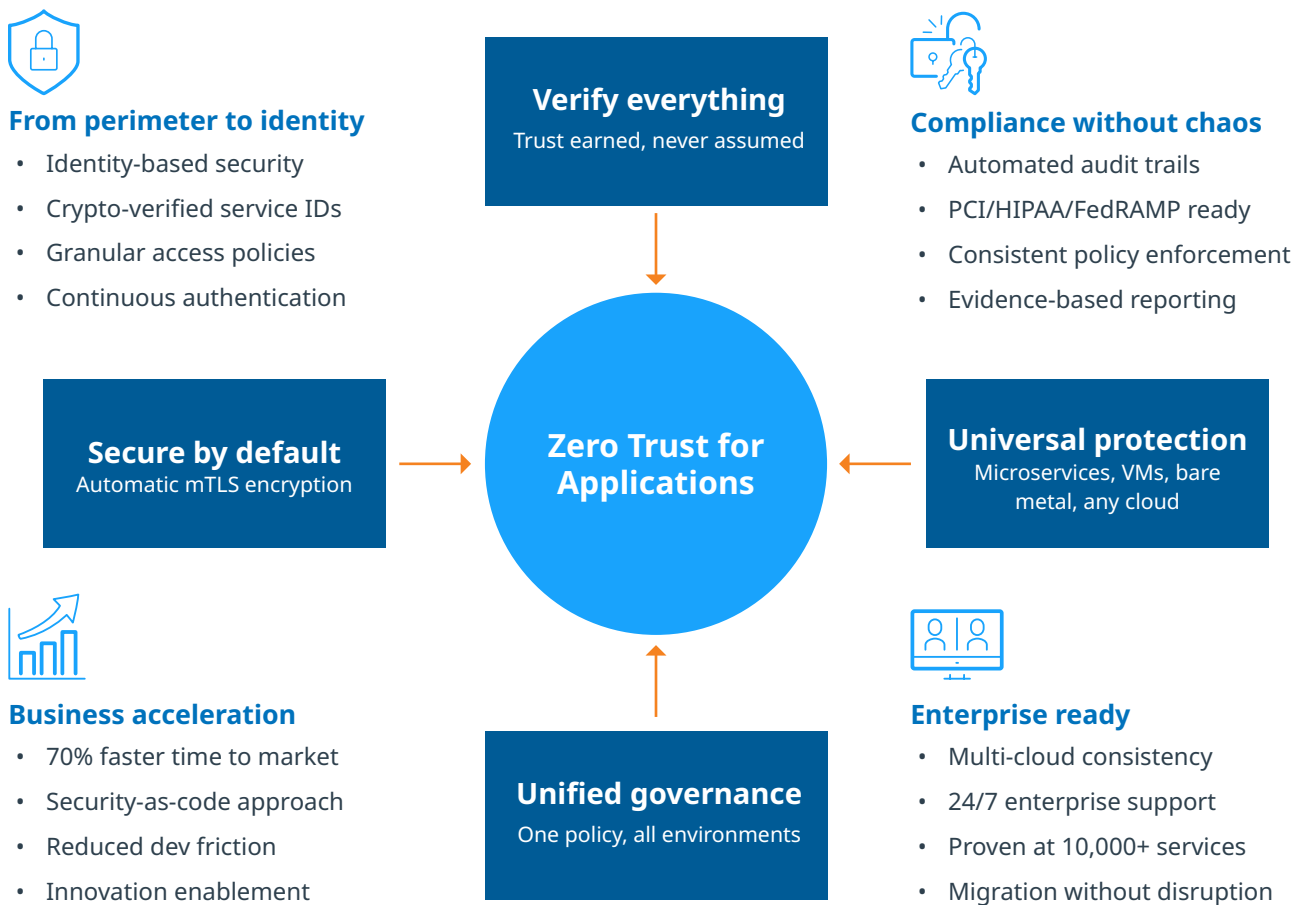 From perimeter to identity
• Identity-based security
• Crypto-verified service IDs
• Granular access policies
• Continuous authentication
Verify everything
Trust earned, never assumed
Compliance without chaos
• Automated audit trails
• PCI/HIPAA/FedRAMP ready
• Consistent policy enforcement
• Evidence-based reporting
Secure by default
Automatic mTLS encryption
Zero Trust for
Applications
Universal protection
Microservices, VMs, bare
metal, any cloud
Business acceleration
• 70% faster time to market
• Security-as-code approach
• Reduced dev friction
• Innovation enablement
Unified governance
One policy, all environments
Enterprise ready
• Multi-cloud consistency
• 24/7 enterprise support
• Proven at 10,000+ services
• Migration without disruption